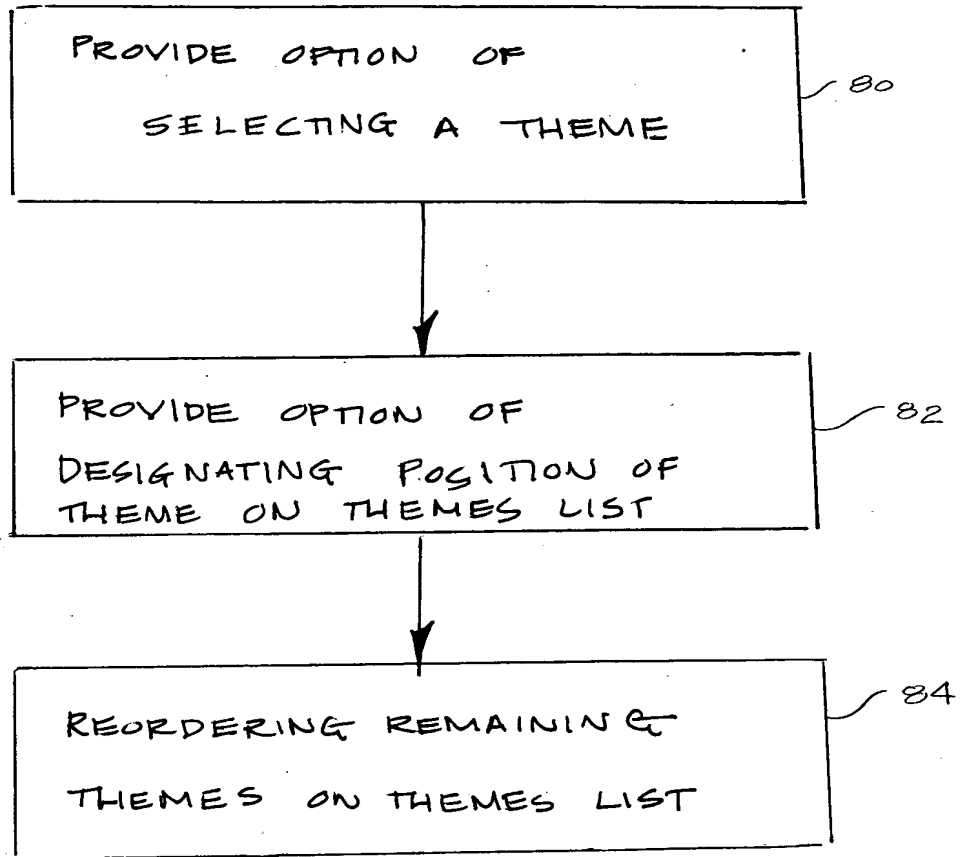 PROVIDE OPTION OF
SELECTING A THEME
80
PROVIDE OPTION OF
DESIGNATING POSITION OF
THEME ON THEMES LIST
82
REORDERING REMAINING
THEMES ON THEMES LIST
84